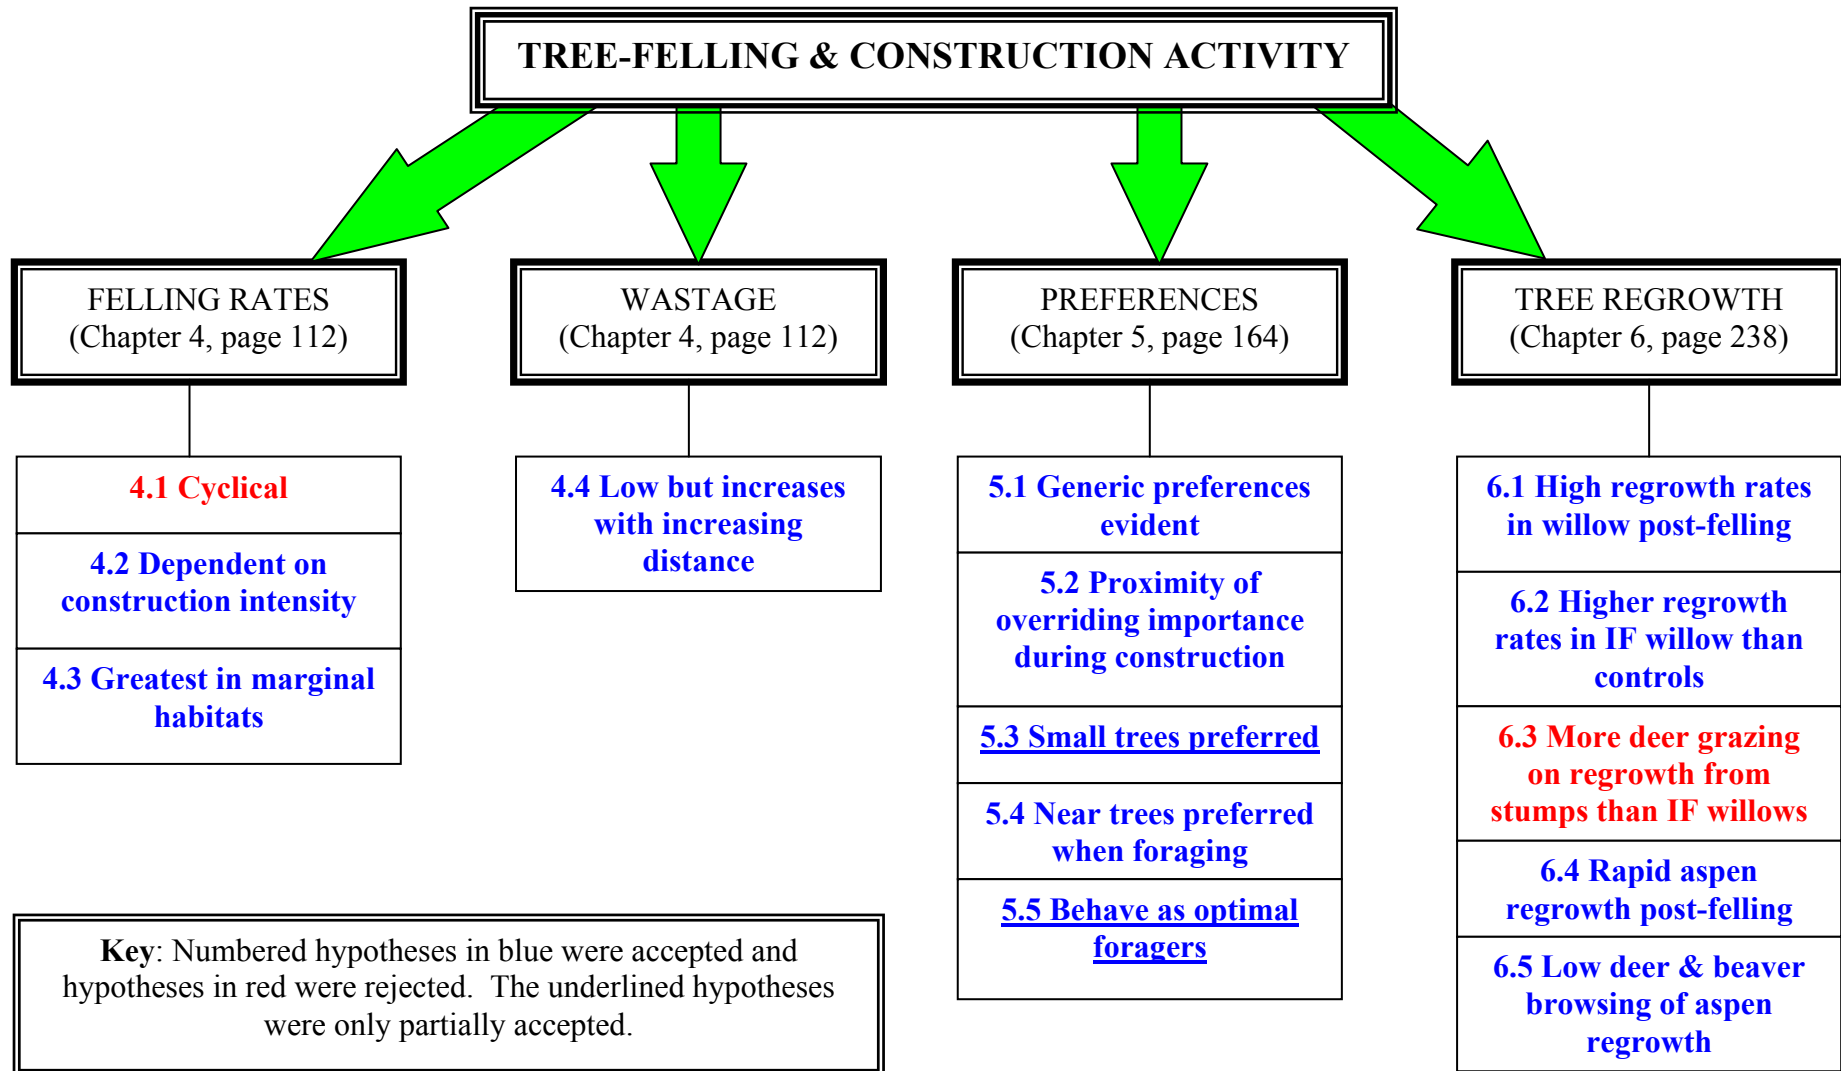 TREE-FELLING & CONSTRUCTION ACTIVITY
FELLING RATES
(Chapter 4, page 112)
WASTAGE
(Chapter 4, page 112)
PREFERENCES
(Chapter 5, page 164)
TREE REGROWTH
(Chapter 6, page 238)
4.1 Cyclical
4.2 Dependent on
construction intensity
4.3 Greatest in marginal
habitats
4.4 Low but increases
with increasing
distance
5.1 Generic preferences
evident
5.2 Proximity of
overriding importance
during construction
5.3 Small trees preferred
5.4 Near trees preferred
when foraging
5.5 Behave as optimal
foragers
6.1 High regrowth rates
in willow post-felling
6.2 Higher regrowth
rates in IF willow than
controls
6.3 More deer grazing
on regrowth from
stumps than IF willows
6.4 Rapid aspen
regrowth post-felling
6.5 Low deer & beaver
browsing of aspen
regrowth
Key: Numbered hypotheses in blue were accepted and
hypotheses in red were rejected.  The underlined hypotheses
were only partially accepted.